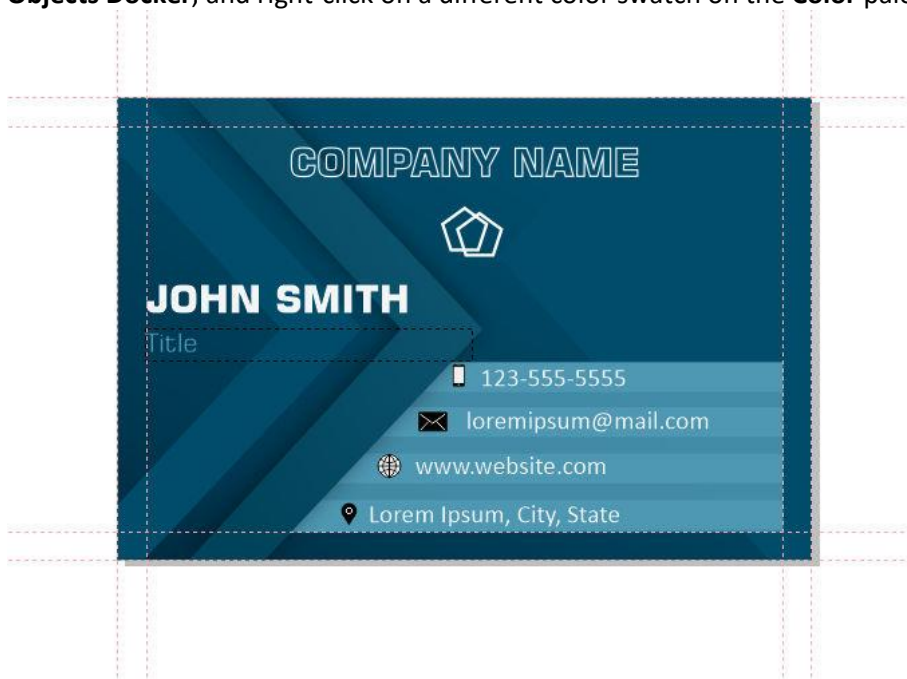 Objects Docker, and right-click on a different color swatch on the Color
COMPANY NAME
JOHN SMITH
Title
123-555-5555
loremipsum@mail.com
www.website.com
Lorem Ipsum, City, State